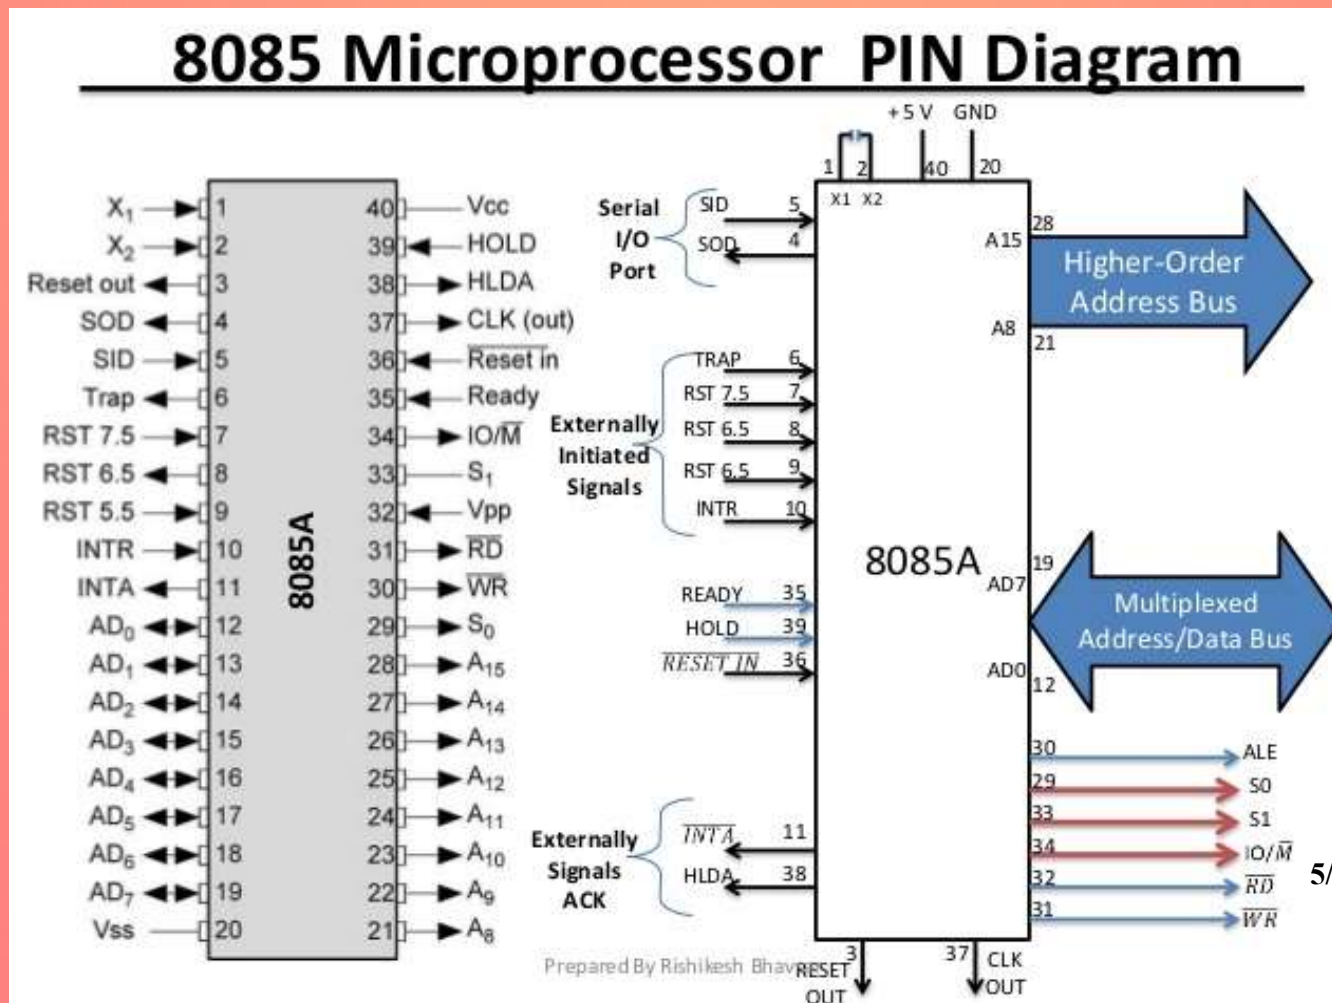 8085 Microprocessor PIN Diagram
X₁ 1 40 Vcc
X₂ 2 39 HOLD
Reset out 3 38 HLDA
SOD 4 37 CLK (out)
SID 5 36 Reset in
Trap 6 35 Ready
RST 7.5 7 34 IO/M̅
RST 6.5 8 33 S₁
RST 5.5 9 32 Vpp
INTR 10 31 R̅D̅
INTA 11 30 W̅R̅
AD₀ 12 29 S₀
AD₁ 13 28 A₁₅
AD₂ 14 27 A₁₄
AD₃ 15 26 A₁₃
AD₄ 16 25 A₁₂
AD₅ 17 24 A₁₁
AD₆ 18 23 A₁₀
AD₇ 19 22 A₉
Vss 20 21 A₈
8085A
+5 V GND
1 2 40 20
X1 X2
Serial
I/O
Port
SID 5
SOD 4
Externally
Initiated
Signals
TRAP 6
RST 7.5 7
RST 6.5 8
RST 6.5 9
INTR 10
READY 35
HOLD 39
R̅E̅S̅E̅T̅ I̅N̅ 36
Externally
Signals
ACK
I̅N̅T̅A̅ 11
HLDA 38
8085A
A15 28
A8 21
Higher-Order
Address Bus
AD7 19
AD0 12
Multiplexed
Address/Data Bus
30 ALE
29 S0
33 S1
34 IO/M̅
32 R̅D̅
31 W̅R̅
5/
3 RESET
OUT
37 CLK
OUT
Prepared By Rishikesh